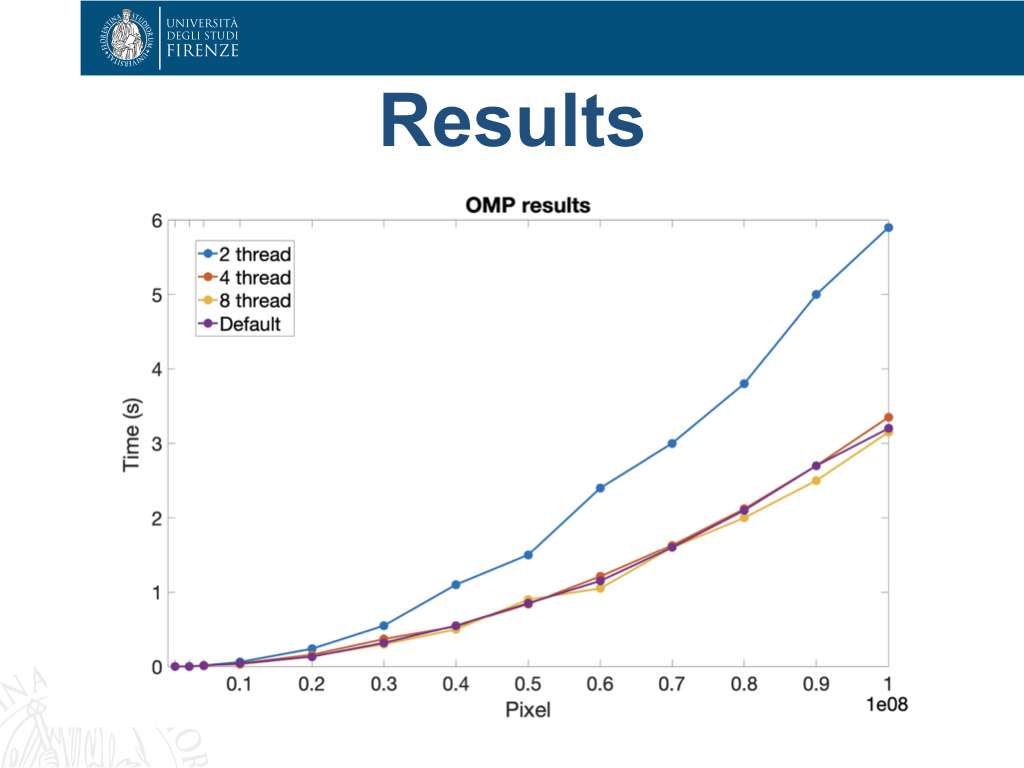 UNIVERSITÀ
DEGLI STUDI
FIRENZE
Results
OMP results
2 thread
4 thread
8 thread
Default
Time (s)
6
5
4
3
2
1
0
0.1 0.2 0.3 0.4 0.5 0.6 0.7 0.8 0.9 1
1e08
Pixel